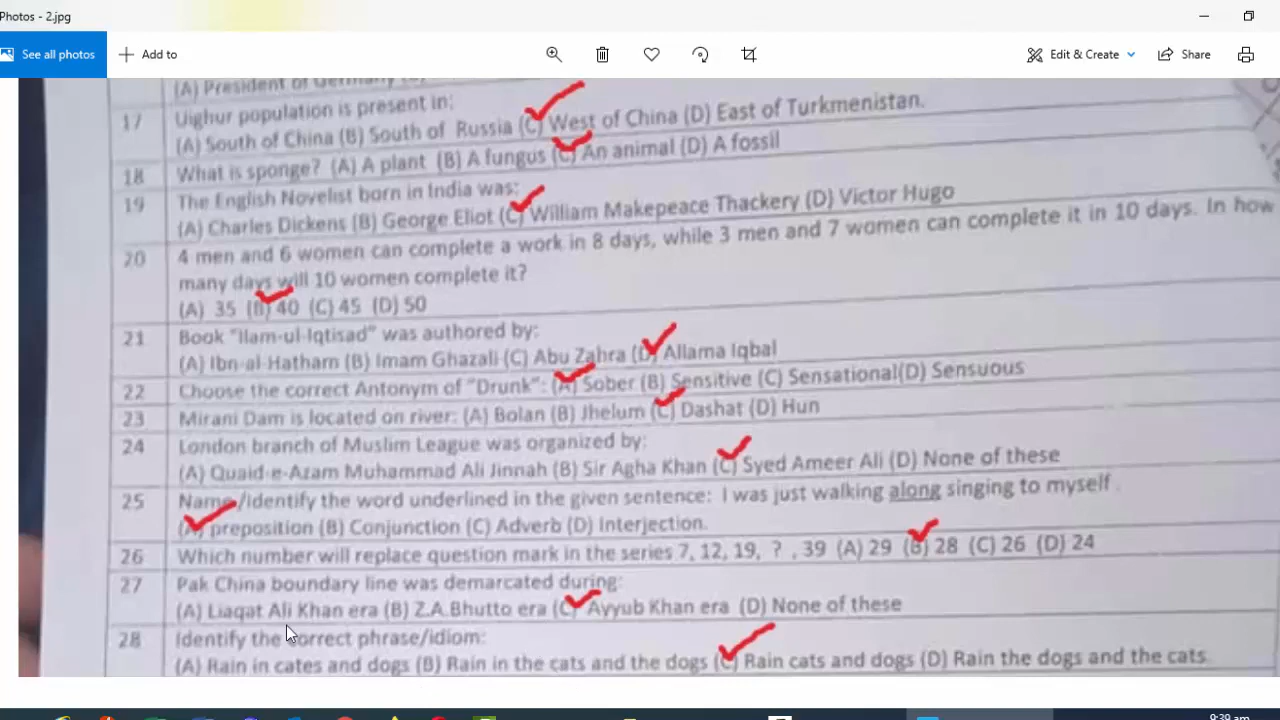 Photos - 2.jpg
See all photos
Add to
Edit & Create
Share
(A) President of Germany
17 Uighur population is present in:
(A) South of China (B) South of Russia (C) West of China (D) East of Turkmenistan.
18 What is sponge? (A) A plant (B) A fungus (C) An animal (D) A fossil
19 The English Novelist born in India was:
(A) Charles Dickens (B) George Eliot (C) William Makepeace Thackery (D) Victor Hugo
20 4 men and 6 women can complete a work in 8 days, while 3 men and 7 women can complete it in 10 days. In how
many days will 10 women complete it?
(A) 35 (B) 40 (C) 45 (D) 50
21 Book "Ilam-ul-Iqtisad" was authored by:
(A) Ibn-al-Hatham (B) Imam Ghazali (C) Abu Zahra (D) Allama Iqbal
22 Choose the correct Antonym of "Drunk": (A) Sober (B) Sensitive (C) Sensational(D) Sensuous
23 Mirani Dam is located on river: (A) Bolan (B) Jhelum (C) Dashat (D) Hun
24 London branch of Muslim League was organized by:
(A) Quaid-e-Azam Muhammad Ali Jinnah (B) Sir Agha Khan (C) Syed Ameer Ali (D) None of these
25 Name/Identify the word underlined in the given sentence: I was just walking along singing to myself.
(A) preposition (B) Conjunction (C) Adverb (D) Interjection.
26 Which number will replace question mark in the series 7, 12, 19, ? , 39 (A) 29 (B) 28 (C) 26 (D) 24
27 Pak China boundary line was demarcated during:
(A) Liaqat Ali Khan era (B) Z.A.Bhutto era (C) Ayyub Khan era (D) None of these
28 Identify the correct phrase/idiom:
(A) Rain in cates and dogs (B) Rain in the cats and the dogs (C) Rain cats and dogs (D) Rain the dogs and the cats
9:39 am